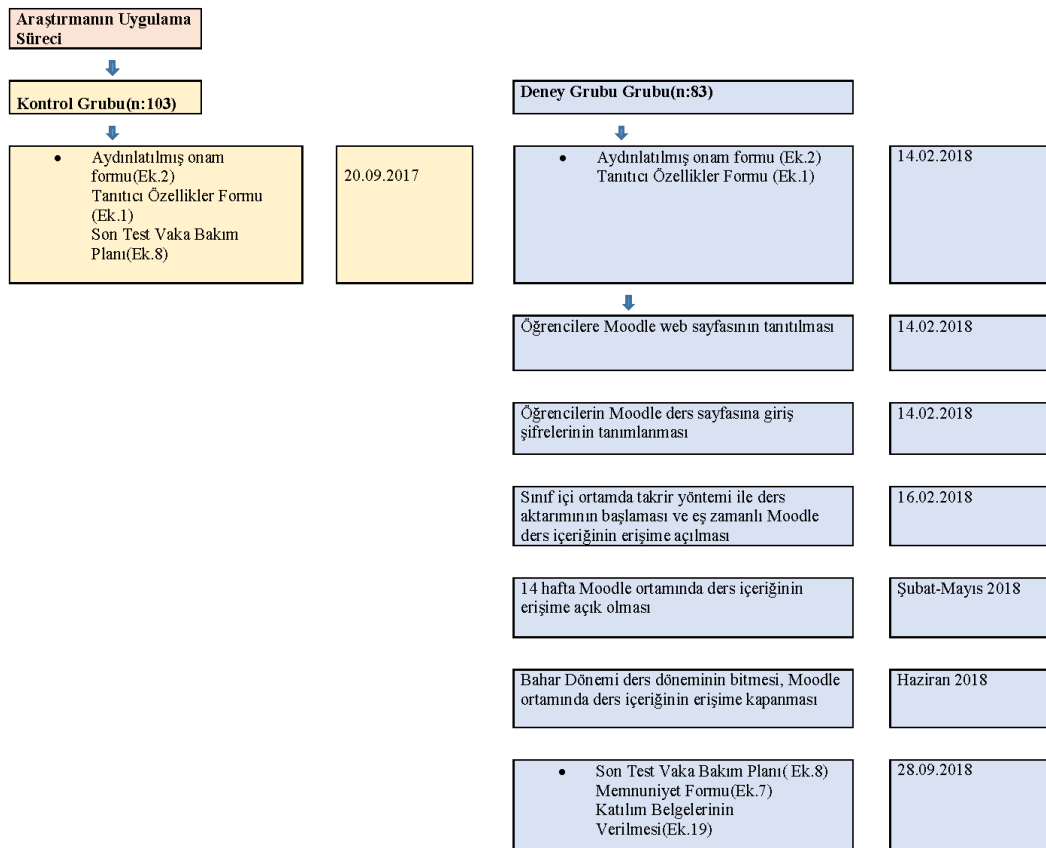 Araştırmanın Uygulama
Süreci
Kontrol Grubu(n:103)
• Aydınlatılmış onam
formu(Ek.2)
Tanıtıcı Özellikler Formu
(Ek.1)
Son Test Vaka Bakım
Planı(Ek.8)
20.09.2017
Deney Grubu Grubu(n:83)
• Aydınlatılmış onam formu (Ek.2)
Tanıtıcı Özellikler Formu (Ek.1)
14.02.2018
Öğrencilere Moodle web sayfasının tanıtılması
14.02.2018
Öğrencilerin Moodle ders sayfasına giriş
şifrelerinin tanımlanması
14.02.2018
Sınıf içi ortamda takrir yöntemi ile ders
aktarımının başlaması ve eş zamanlı Moodle
ders içeriğinin erişime açılması
16.02.2018
14 hafta Moodle ortamında ders içeriğinin
erişime açık olması
Şubat-Mayıs 2018
Bahar Dönemi ders döneminin bitmesi, Moodle
ortamında ders içeriğinin erişime kapanması
Haziran 2018
• Son Test Vaka Bakım Planı( Ek.8)
Memnuniyet Formu(Ek.7)
Katılım Belgelerinin
Verilmesi(Ek.19)
28.09.2018